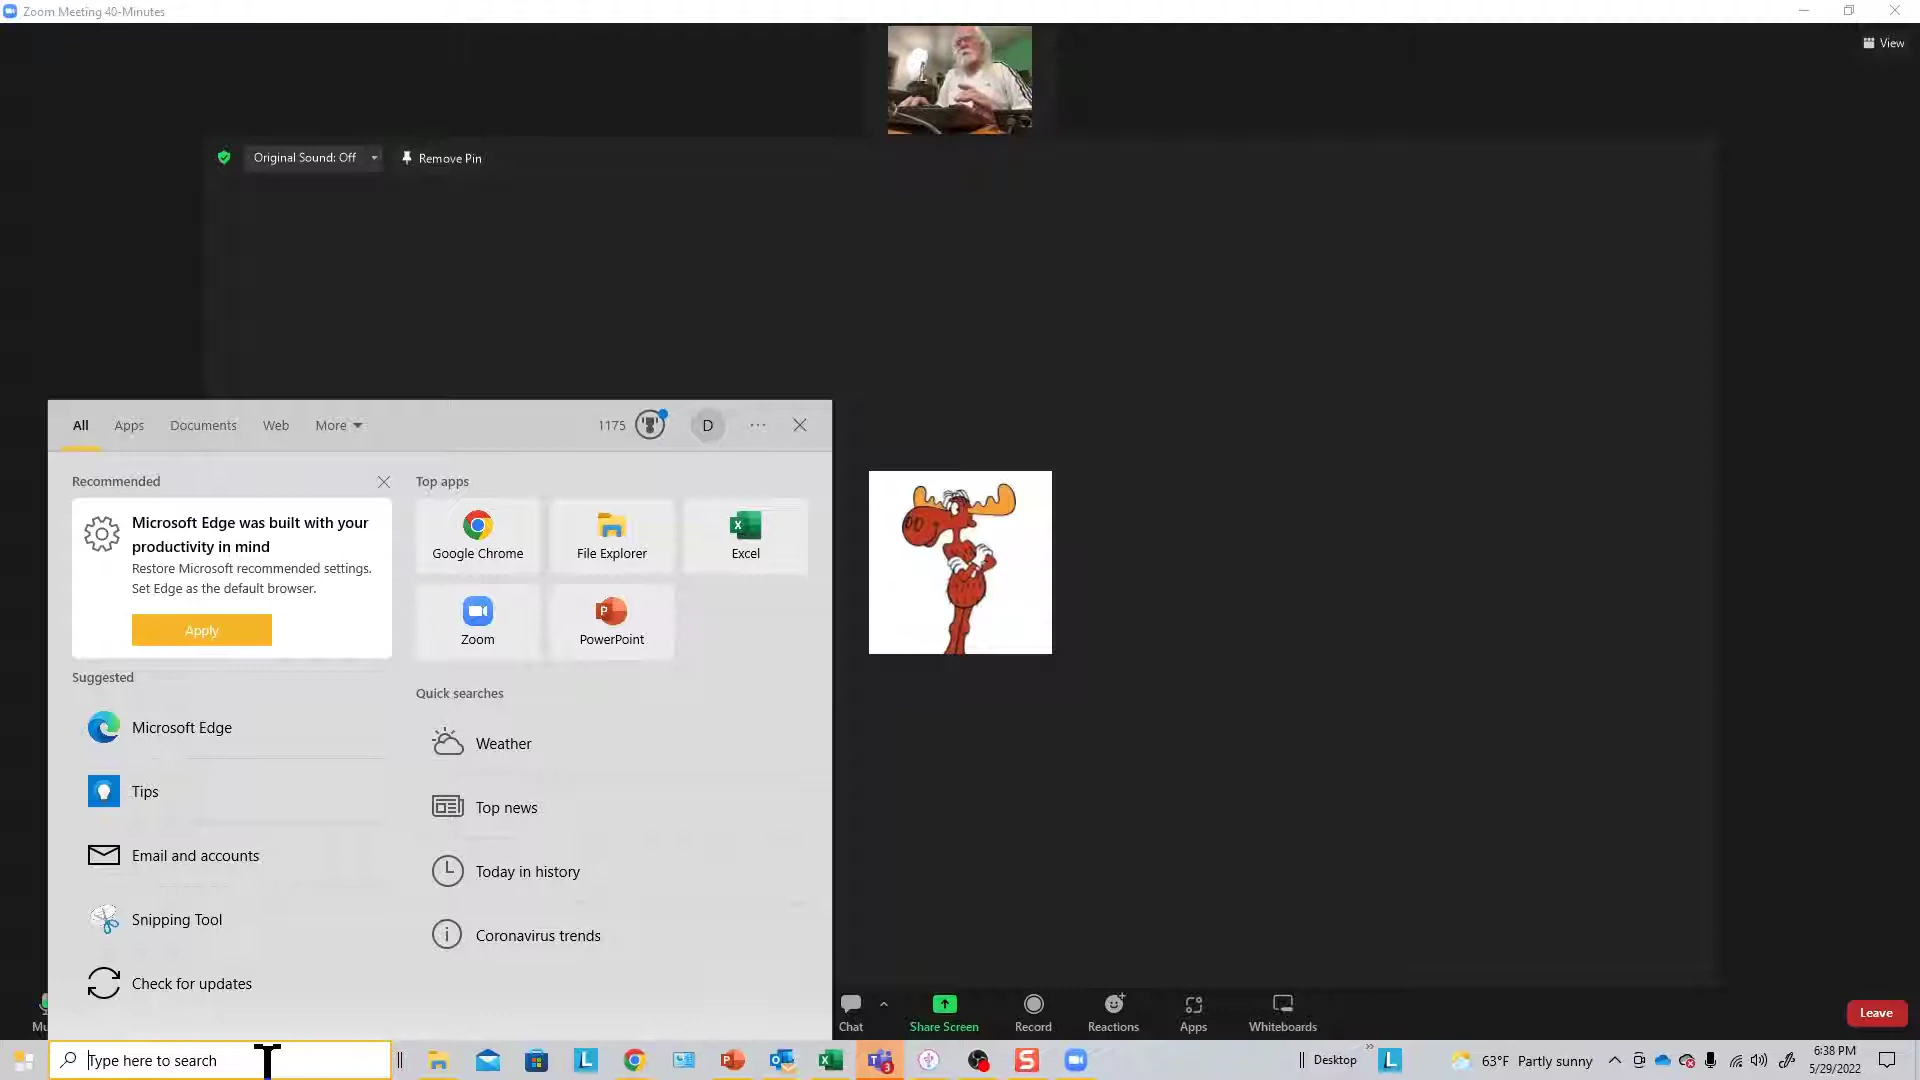 Zoom Meeting 40-Minutes
View
Original Sound: Off
Remove Pin
All
Apps
Documents
Web
More
1175
D
Recommended
Microsoft Edge was built with your
productivity in mind
Restore Microsoft recommended settings.
Set Edge as the default browser.
Apply
Suggested
Microsoft Edge
Tips
Email and accounts
Snipping Tool
Check for updates
Top apps
Google Chrome
File Explorer
Excel
Zoom
PowerPoint
Quick searches
Weather
Top news
Today in history
Coronavirus trends
Mu
Chat
Share Screen
Record
Reactions
Apps
Whiteboards
Leave
Type here to search
3
Desktop
63°F Partly sunny
6:38 PM
5/29/2022